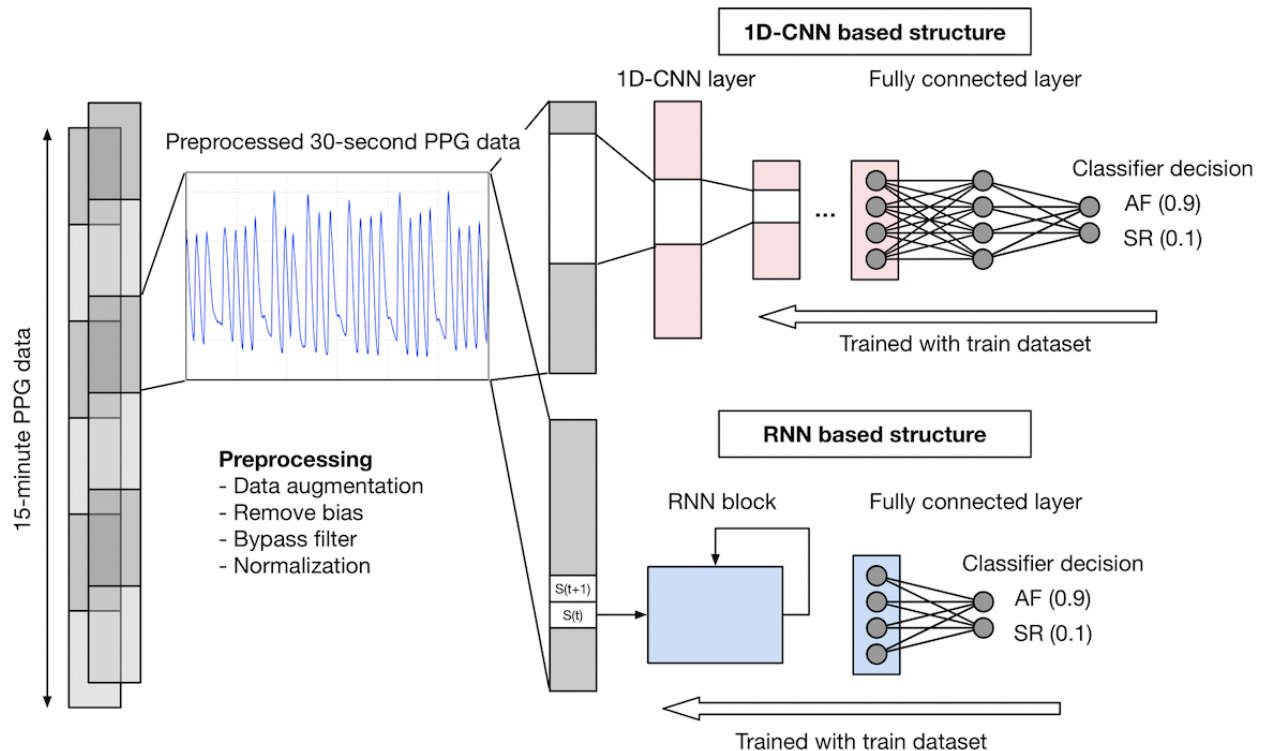 1D-CNN based structure
1D-CNN layer
Fully connected layer
Preprocessed 30-second PPG data
Classifier decision
AF (0.9)
SR (0.1)
...
Trained with train dataset
15-minute PPG data
Preprocessing
- Data augmentation
- Remove bias
- Bypass filter
- Normalization
RNN based structure
RNN block
Fully connected layer
S(t+1)
S(t)
Classifier decision
AF (0.9)
SR (0.1)
Trained with train dataset